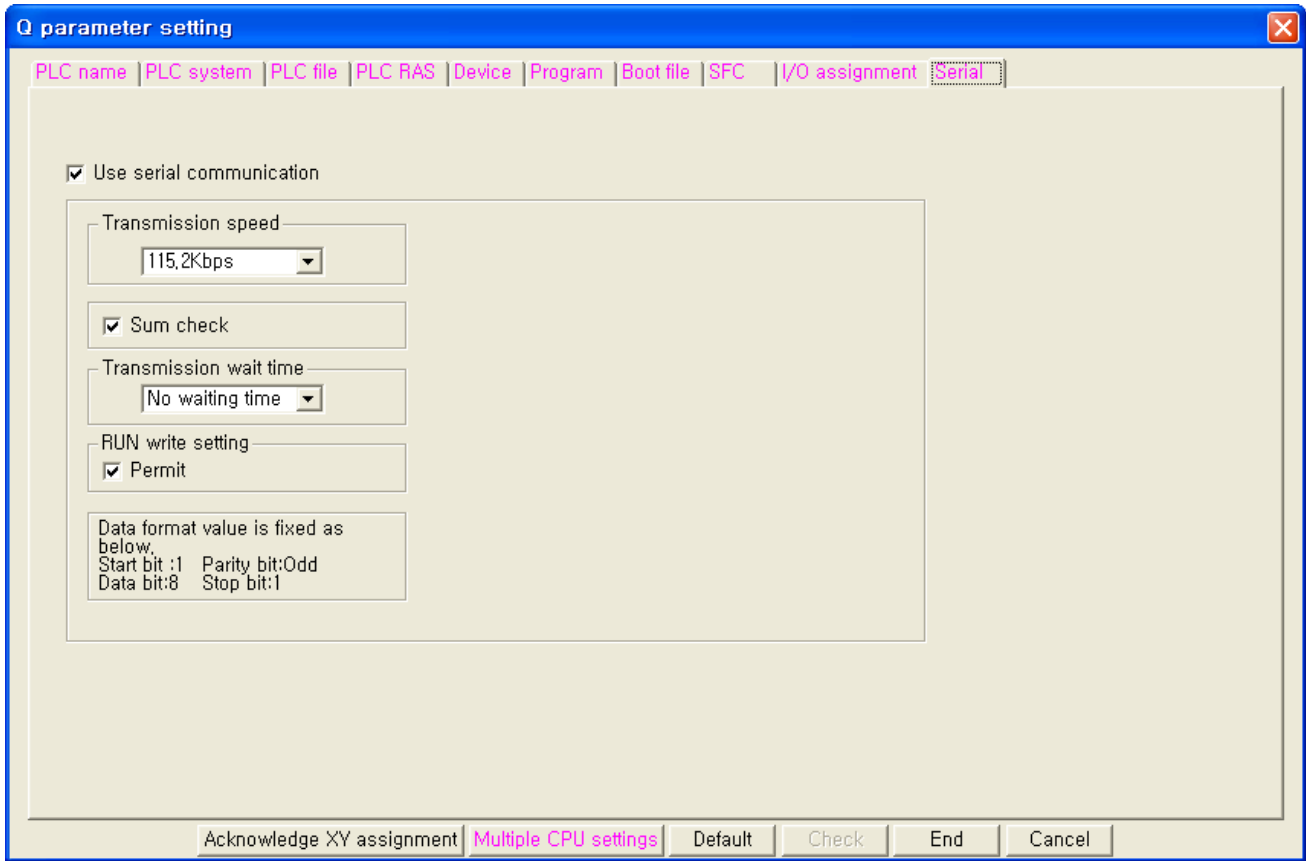 Q parameter setting
PLC name PLC system PLC file PLC RAS Device Program Boot file SFC I/O assignment Serial
Use serial communication
Transmission speed
115.2Kbps
Sum check
Transmission wait time
No waiting time
RUN write setting
Permit
Data format value is fixed as
below.
Start bit :1 Parity bit:Odd
Data bit:8 Stop bit:1
Acknowledge XY assignment Multiple CPU settings Default Check End Cancel